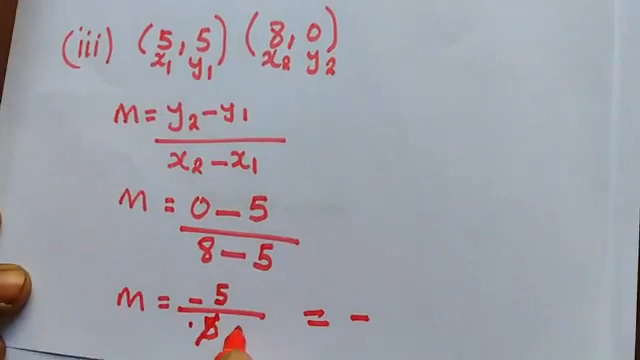 (iii) (5, 5) (8, 0)
x₁ y₁ x₂ y₂
m = y₂ - y₁
x₂ - x₁
m = 0 - 5
8 - 5
m = - 5 = -